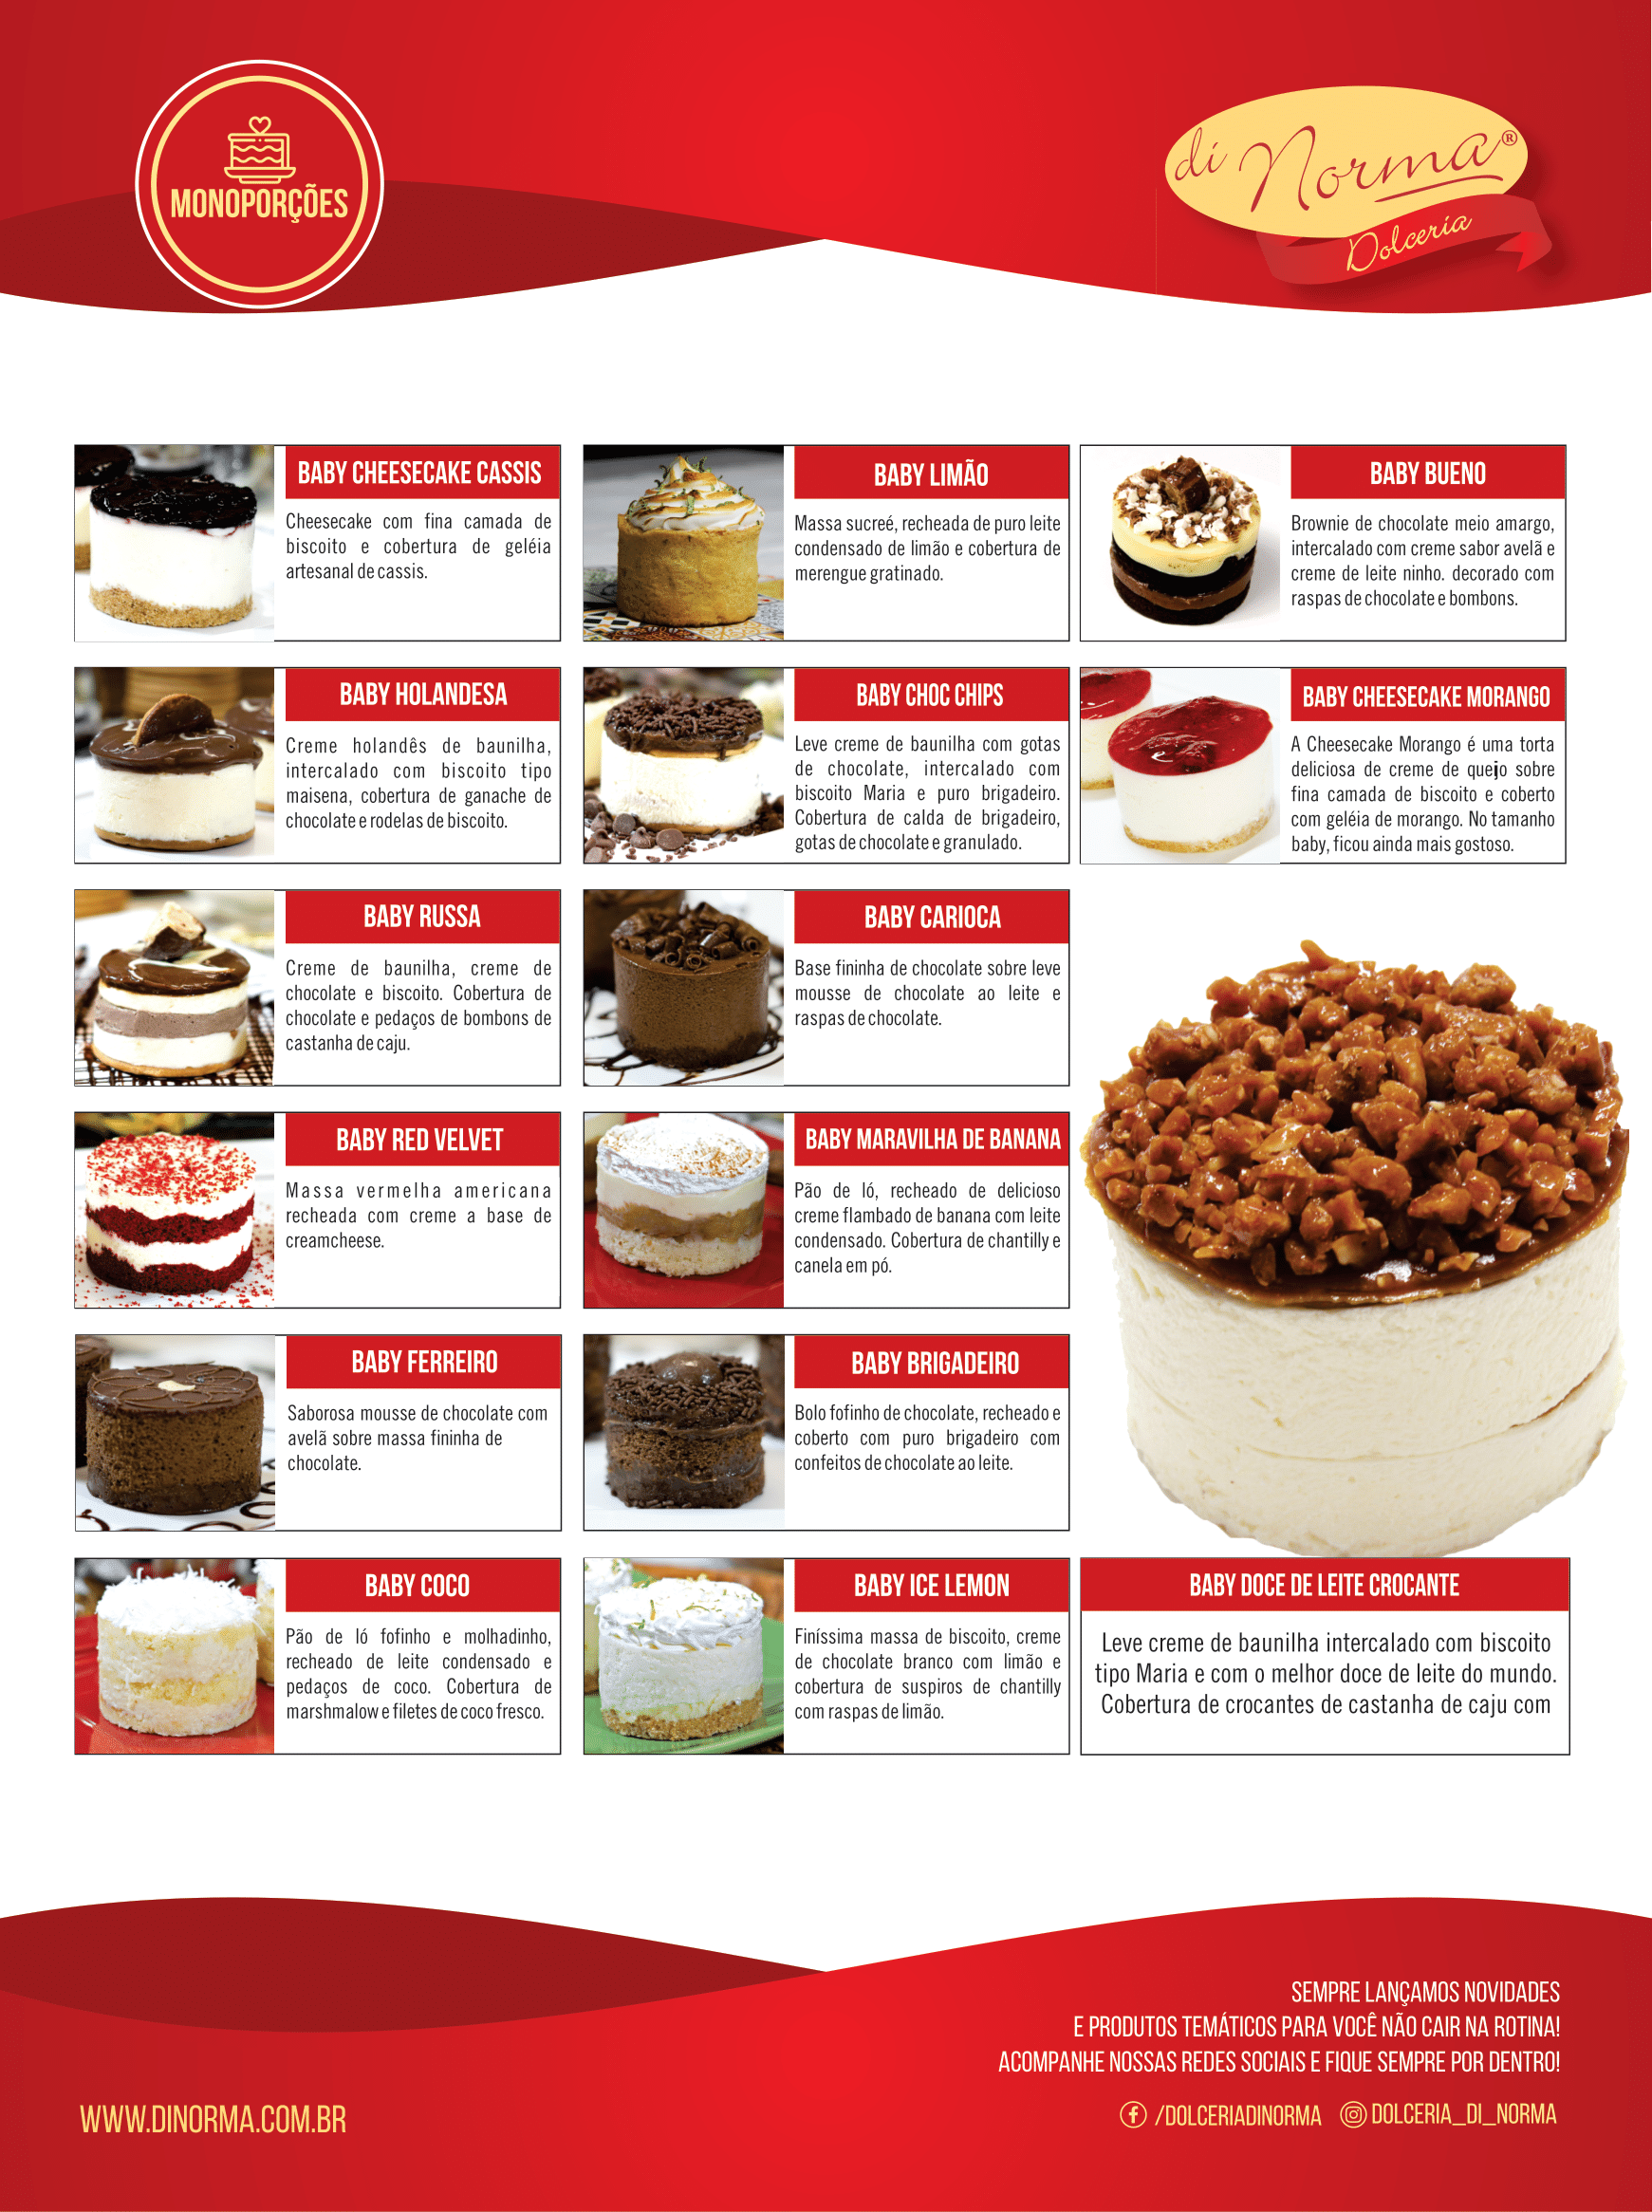 MONOPORÇÕES
di Norma®
Dolceria
BABY CHEESECAKE CASSIS
Cheesecake com fina camada de
biscoito e cobertura de geléia
artesanal de cassis.
BABY LIMÃO
Massa sucreé, recheada de puro leite
condensado de limão e cobertura de
merengue gratinado.
BABY BUENO
Brownie de chocolate meio amargo,
intercalado com creme sabor avelã e
creme de leite ninho. decorado com
raspas de chocolate e bombons.
BABY HOLANDESA
Creme holandês de baunilha,
intercalado com biscoito tipo
maisena, cobertura de ganache de
chocolate e rodelas de biscoito.
BABY CHOC CHIPS
Leve creme de baunilha com gotas
de chocolate, intercalado com
biscoito Maria e puro brigadeiro.
Cobertura de calda de brigadeiro,
gotas de chocolate e granulado.
BABY CHEESECAKE MORANGO
A Cheesecake Morango é uma torta
deliciosa de creme de queijo sobre
fina camada de biscoito e coberto
com geléia de morango. No tamanho
baby, ficou ainda mais gostoso.
BABY RUSSA
Creme de baunilha, creme de
chocolate e biscoito. Cobertura de
chocolate e pedaços de bombons de
castanha de caju.
BABY CARIOCA
Base fininha de chocolate sobre leve
mousse de chocolate ao leite e
raspas de chocolate.
BABY RED VELVET
Massa vermelha americana
recheada com creme a base de
creamcheese.
BABY MARAVILHA DE BANANA
Pão de ló, recheado de delicioso
creme flambado de banana com leite
condensado. Cobertura de chantilly e
canela em pó.
BABY FERREIRO
Saborosa mousse de chocolate com
avelã sobre massa fininha de
chocolate.
BABY BRIGADEIRO
Bolo fofinho de chocolate, recheado e
coberto com puro brigadeiro com
confeitos de chocolate ao leite.
BABY COCO
Pão de ló fofinho e molhadinho,
recheado de leite condensado e
pedaços de coco. Cobertura de
marshmalow e filetes de coco fresco.
BABY ICE LEMON
Finíssima massa de biscoito, creme
de chocolate branco com limão e
cobertura de suspiros de chantilly
com raspas de limão.
BABY DOCE DE LEITE CROCANTE
Leve creme de baunilha intercalado com biscoito
tipo Maria e com o melhor doce de leite do mundo.
Cobertura de crocantes de castanha de caju com
SEMPRE LANÇAMOS NOVIDADES
E PRODUTOS TEMÁTICOS PARA VOCÊ NÃO CAIR NA ROTINA!
ACOMPANHE NOSSAS REDES SOCIAIS E FIQUE SEMPRE POR DENTRO!
WWW.DINORMA.COM.BR
/DOLCERIADINORMA
DOLCERIA_DI_NORMA